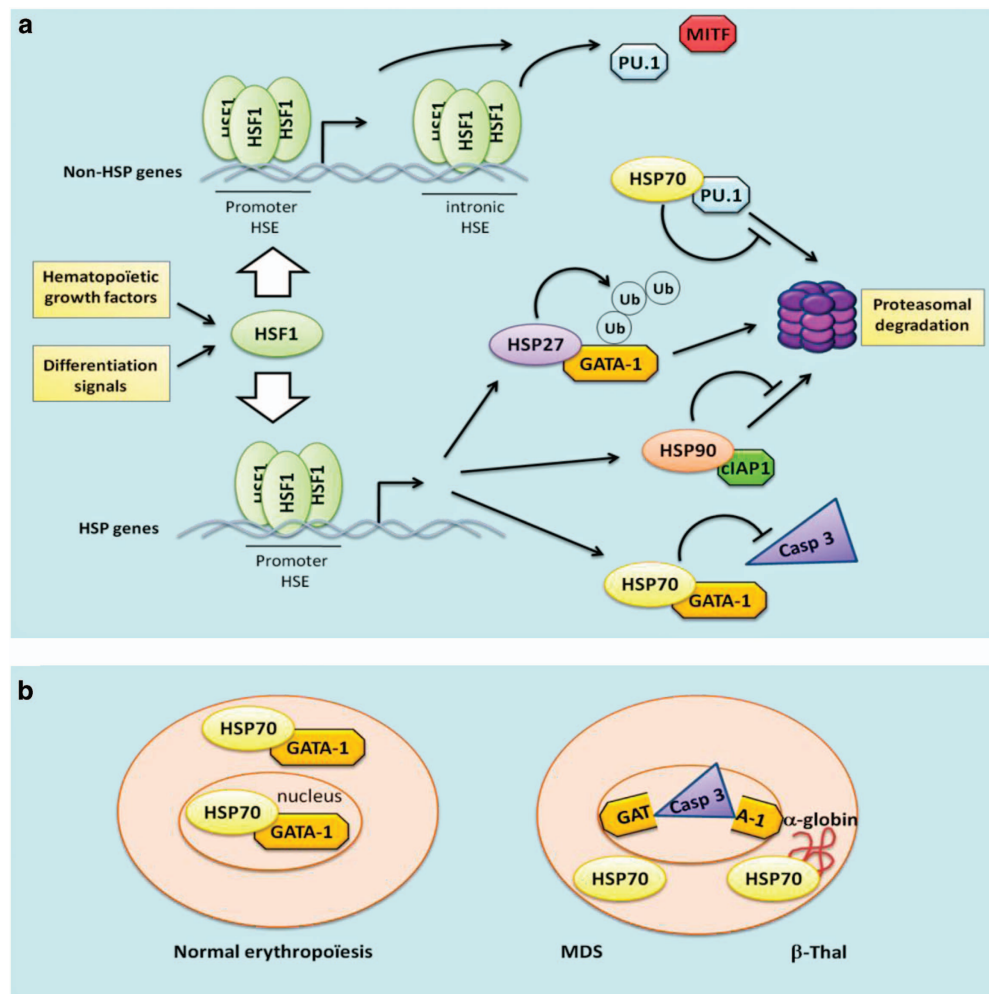 a
MITF
PU.1
HSF1 HSF1 HSF1
HSF1 HSF1 HSF1
Non-HSP genes
Promoter
HSE
intronic
HSE
HSP70
PU.1
Hematopoïetic
growth factors
HSF1
Differentiation
signals
Ub
Ub
Ub
HSP27
GATA-1
Proteasomal
degradation
HSP90
cIAP1
HSF1 HSF1 HSF1
HSP genes
Promoter
HSE
Casp 3
HSP70
GATA-1
b
HSP70
GATA-1
nucleus
HSP70
GATA-1
Normal erythropoïesis
GAT
Casp 3
A-1
α-globin
HSP70
HSP70
MDS
β-Thal